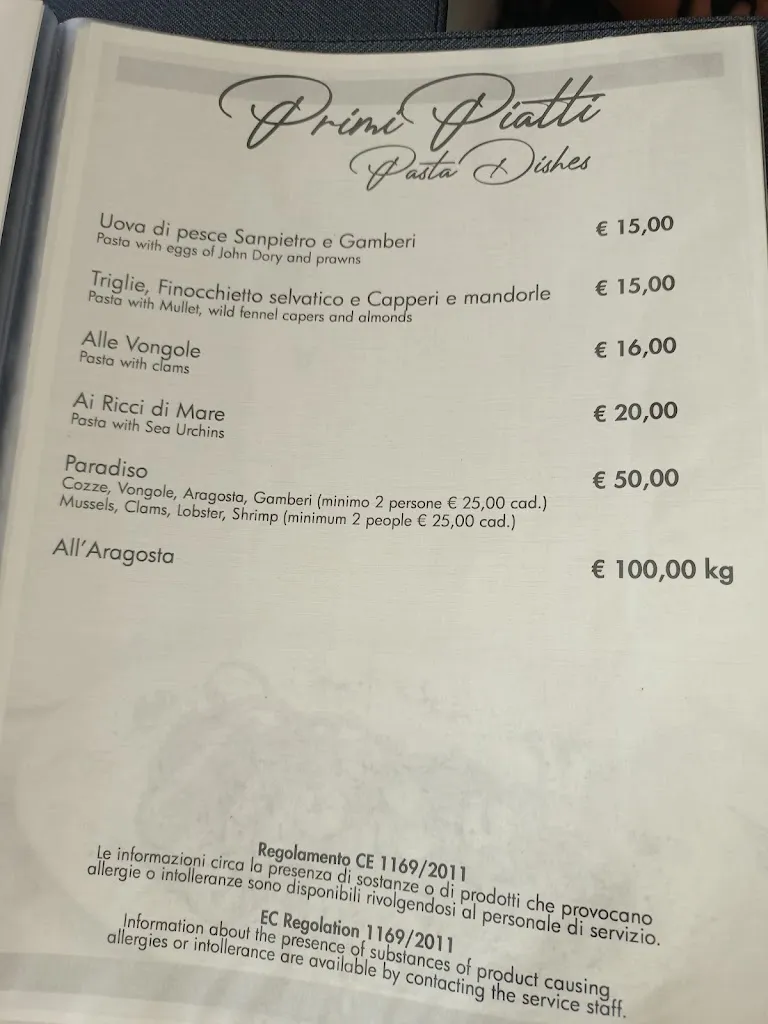 Primi Piatti
Pasta Dishes
Uova di pesce Sanpietro e Gamberi € 15,00
Pasta with eggs of John Dory and prawns
Triglie, Finocchietto selvatico e Capperi e mandorle € 15,00
Pasta with Mullet, wild fennel capers and almonds
Alle Vongole € 16,00
Pasta with clams
Ai Ricci di Mare € 20,00
Pasta with Sea Urchins
Paradiso € 50,00
Cozze, Vongole, Aragosta, Gamberi (minimo 2 persone € 25,00 cad.)
Mussels, Clams, Lobster, Shrimp (minimum 2 people € 25,00 cad.)
All'Aragosta € 100,00 kg
Regolamento CE 1169/2011
Le informazioni circa la presenza di sostanze o di prodotti che provocano
allergie o intolleranze sono disponibili rivolgendosi al personale di servizio.
EC Regolation 1169/2011
Information about the presence of substances of product causing
allergies or intollerance are available by contacting the service staff.